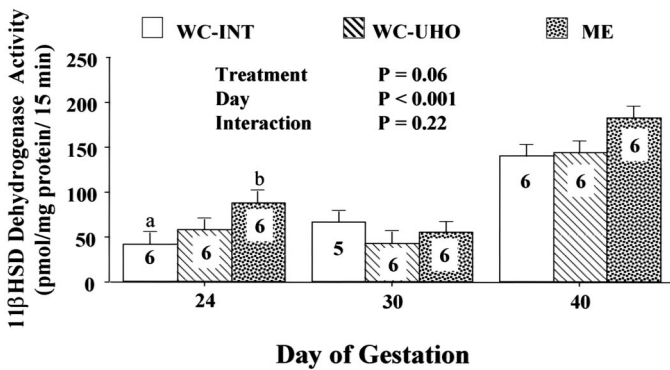 WC-INT WC-UHO ME
Treatment P = 0.06
Day P < 0.001
Interaction P = 0.22
11βHSD Dehydrogenase Activity
(pmol/mg protein/ 15 min)
250
200
150
100
50
0
a
b
6 6 6 5 6 6 6 6 6
24 30 40
Day of Gestation